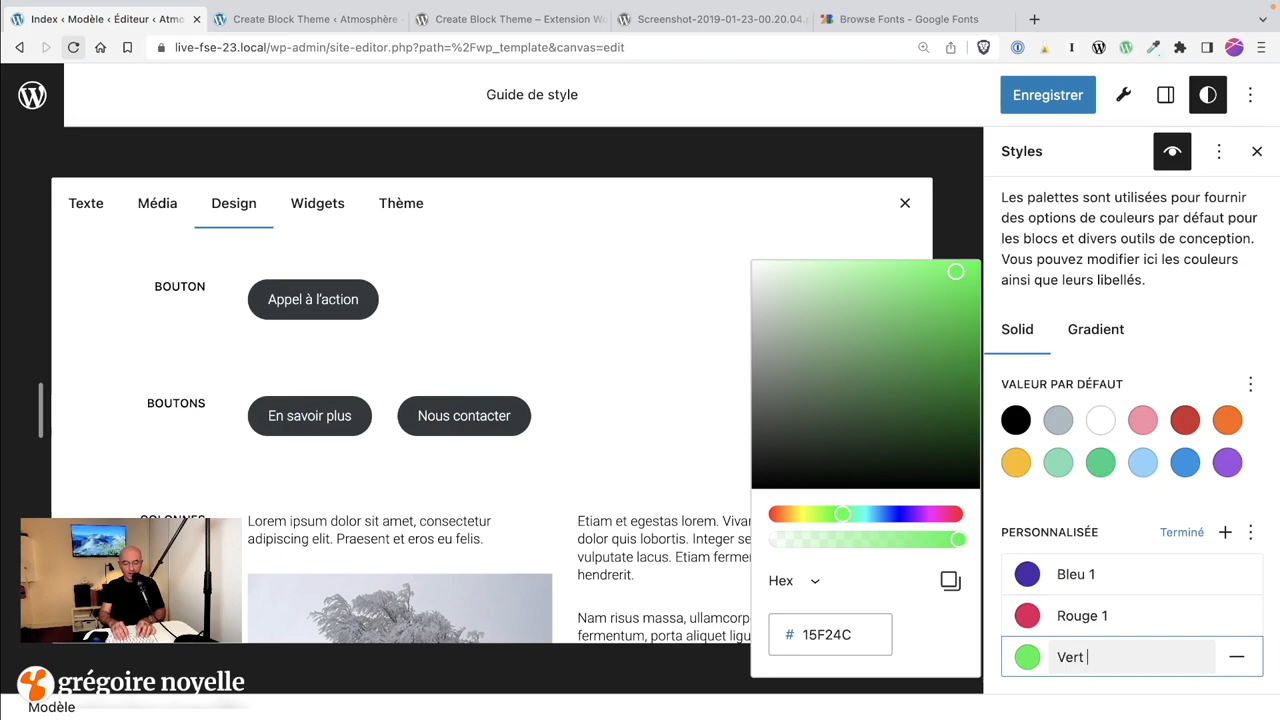 Index ‹ Modèle ‹ Éditeur ‹ Atmo
Create Block Theme ‹ Atmosphère -
Create Block Theme – Extension Wo
Screenshot-2019-01-23-00.20.04.p
Browse Fonts - Google Fonts
live-fse-23.local/wp-admin/site-editor.php?path=%2Fwp_template&canvas=edit
Guide de style
Enregistrer
Styles
Les palettes sont utilisées pour fournir
des options de couleurs par défaut pour
les blocs et divers outils de conception.
Vous pouvez modifier ici les couleurs
ainsi que leurs libellés.
Solid
Gradient
VALEUR PAR DÉFAUT
PERSONNALISÉE
Terminé
Bleu 1
Rouge 1
Vert
Texte
Média
Design
Widgets
Thème
BOUTON
Appel à l'action
BOUTONS
En savoir plus
Nous contacter
COLONNES
Lorem ipsum dolor sit amet, consectetur
adipiscing elit. Praesent et eros eu felis.
Etiam et egestas lorem. Vivar
dolor quis lobortis. Integer se
vulputate lacus. Etiam fermen
hendrerit.
Nam risus massa, ullamcorp
fermentum, porta aliquet ligu
Hex
# 15F24C
grégoire noyelle
Modèle